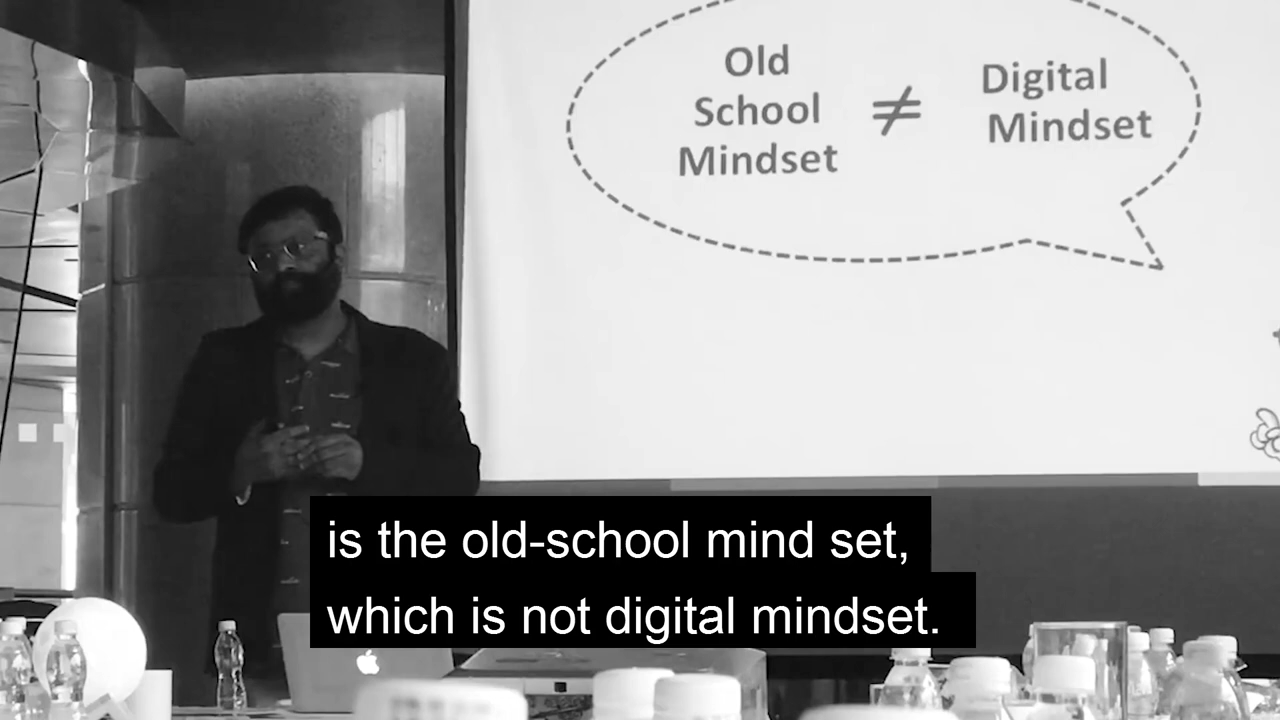 Old
School
Mindset
≠
Digital
Mindset
is the old-school mind set,
which is not digital mindset.